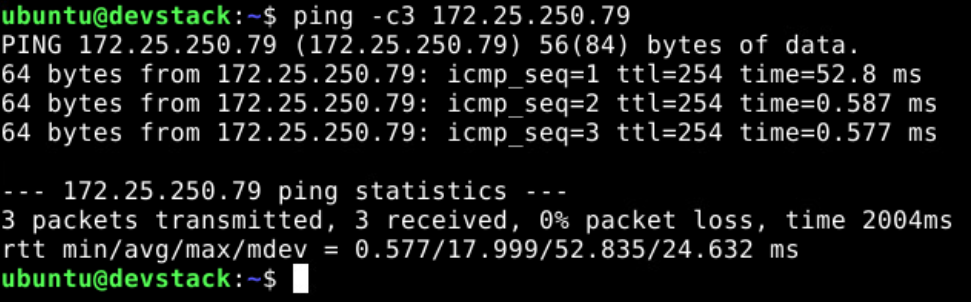 ubuntu@devstack:~$ ping -c3 172.25.250.79
PING 172.25.250.79 (172.25.250.79) 56(84) bytes of data.
64 bytes from 172.25.250.79: icmp_seq=1 ttl=254 time=52.8 ms
64 bytes from 172.25.250.79: icmp_seq=2 ttl=254 time=0.587 ms
64 bytes from 172.25.250.79: icmp_seq=3 ttl=254 time=0.577 ms
--- 172.25.250.79 ping statistics ---
3 packets transmitted, 3 received, 0% packet loss, time 2004ms
rtt min/avg/max/mdev = 0.577/17.999/52.835/24.632 ms
ubuntu@devstack:~$